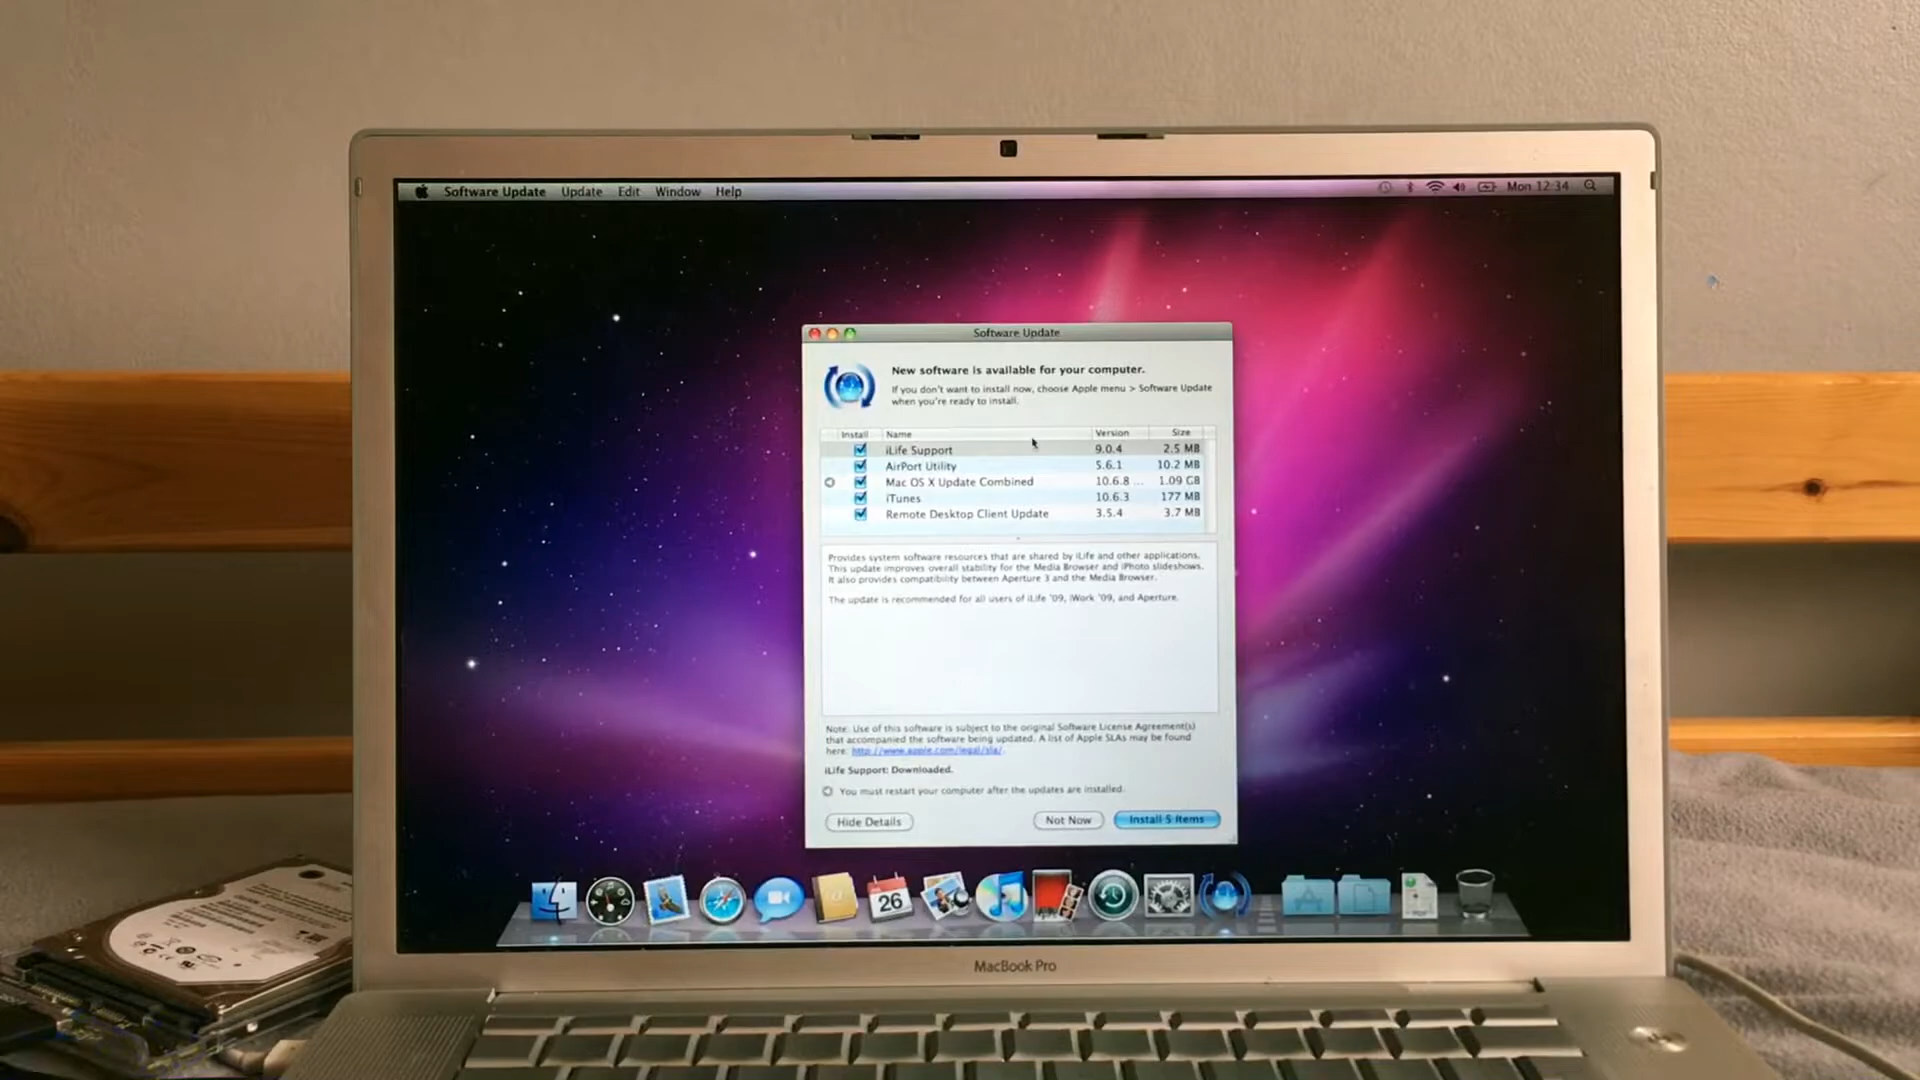 Software Update Update Edit Window Help Mon 12:34
Software Update
New software is available for your computer.
If you don't want to install now, choose Apple menu > Software Update
when you're ready to install.
Install Name Version Size
iLife Support 9.0.4 2.5 MB
AirPort Utility 5.6.1 10.2 MB
Mac OS X Update Combined 10.6.8 ... 1.09 GB
iTunes 10.6.3 177 MB
Remote Desktop Client Update 3.5.4 3.7 MB
Provides system software resources that are shared by iLife and other applications.
This update improves overall stability for the Media Browser and iPhoto slideshows.
It also provides compatibility between Aperture 3 and the Media Browser.
The update is recommended for all users of iLife '09, iWork '09, and Aperture.
Note: Use of this software is subject to the original Software License Agreement(s)
that accompanied the software being updated. A list of Apple SLAs may be found
here: http://www.apple.com/legal/sla/.
iLife Support: Downloaded.
You must restart your computer after the updates are installed.
Hide Details Not Now Install 5 Items
26
MacBook Pro